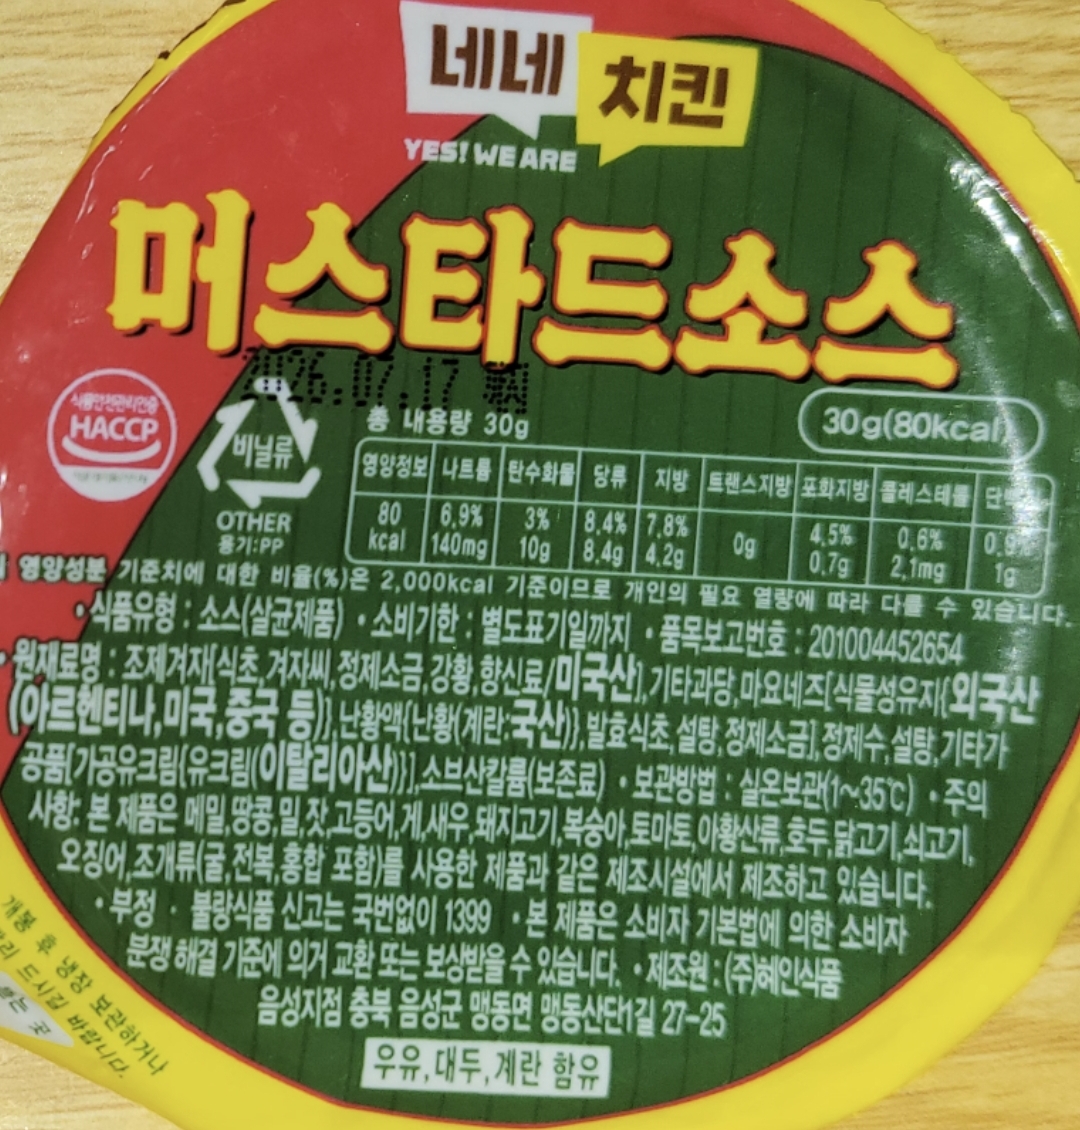 네네 치킨
YES! WE ARE
머스타드소스
2026.07.17
식품안전관리인증
HACCP
비닐류
OTHER
용기:PP
총 내용량 30g
30g(80kcal)
영양정보 나트륨 탄수화물 당류 지방 트랜스지방 포화지방 콜레스테롤
80 6.9% 3% 8.4% 7.8% 0g 4.5% 0.6%
kcal 140mg 10g 8.4g 4.2g 0.7g 2.1mg 1g
영양성분 기준치에 대한 비율(%)은 2,000kcal 기준이므로 개인의 필요 열량에 따라 다를 수 있습니다.
•식품유형 : 소스(살균제품) •소비기한 : 별도표기일까지 •품목보고번호 : 201004452654
•원재료명 : 조제겨자[식초,겨자씨,정제소금,강황,향신료/미국산],기타과당,마요네즈[식물성유지{외국산
(아르헨티나,미국,중국 등)},난황액{난황(계란:국산)},발효식초,설탕,정제소금],정제수,설탕,기타가
공품[가공유크림{유크림(이탈리아산)}],소브산칼륨(보존료) •보관방법 : 실온보관(1~35℃) •주의
사항: 본 제품은 메밀,땅콩,밀,잣,고등어,게,새우,돼지고기,복숭아,토마토,아황산류,호두,닭고기,쇠고기,
오징어,조개류(굴,전복,홍합 포함)를 사용한 제품과 같은 제조시설에서 제조하고 있습니다.
•부정 · 불량식품 신고는 국번없이 1399 •본 제품은 소비자 기본법에 의한 소비자
분쟁 해결 기준에 의거 교환 또는 보상받을 수 있습니다. •제조원 : (주)혜인식품
음성지점 충북 음성군 맹동면 맹동산단1길 27-25
우유,대두,계란 함유
개봉 후 냉장 보관하거나
드시길 바랍니다.